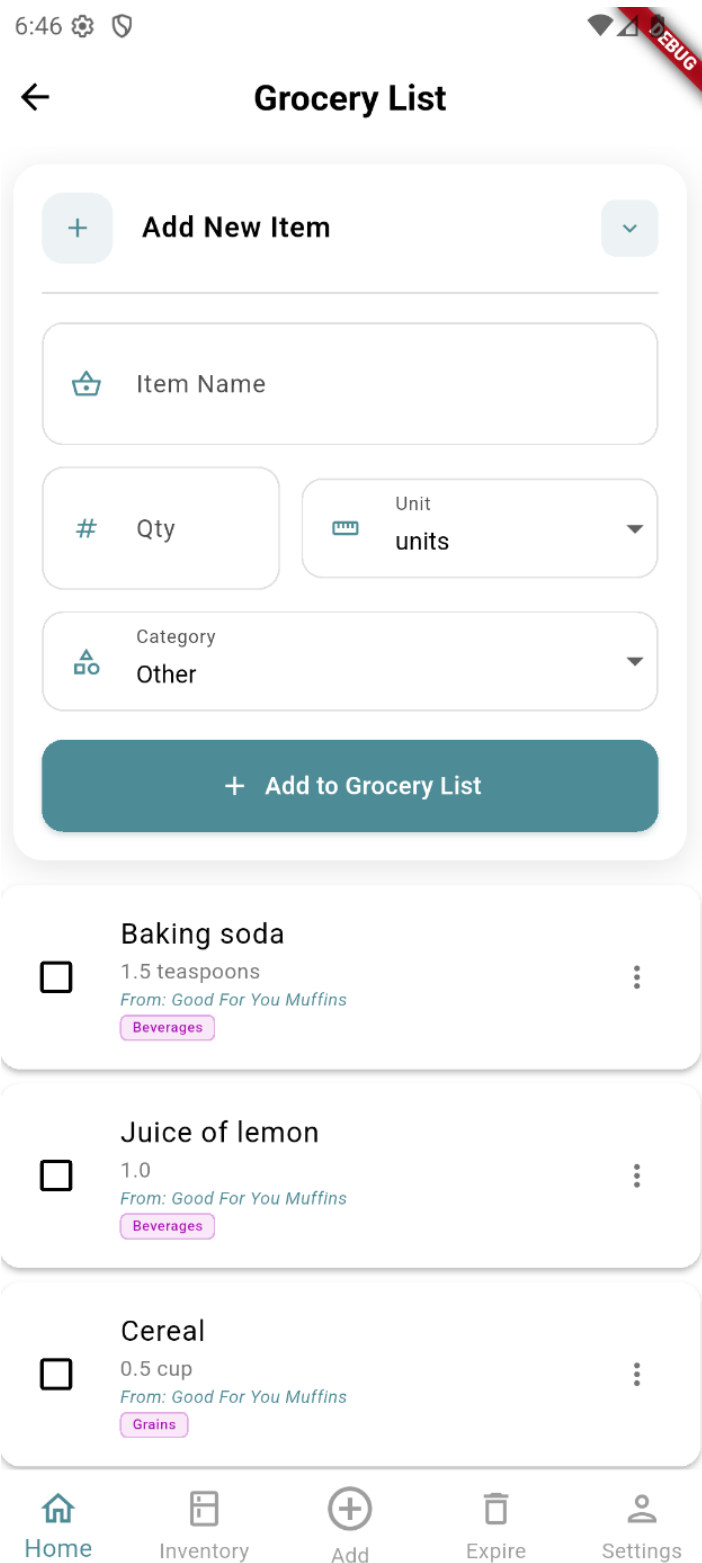 6:46
DEBUG
Grocery List
Add New Item
Item Name
# Qty
Unit
units
Category
Other
+ Add to Grocery List
Baking soda
1.5 teaspoons
From: Good For You Muffins
Beverages
Juice of lemon
1.0
From: Good For You Muffins
Beverages
Cereal
0.5 cup
From: Good For You Muffins
Grains
Home Inventory Add Expire Settings